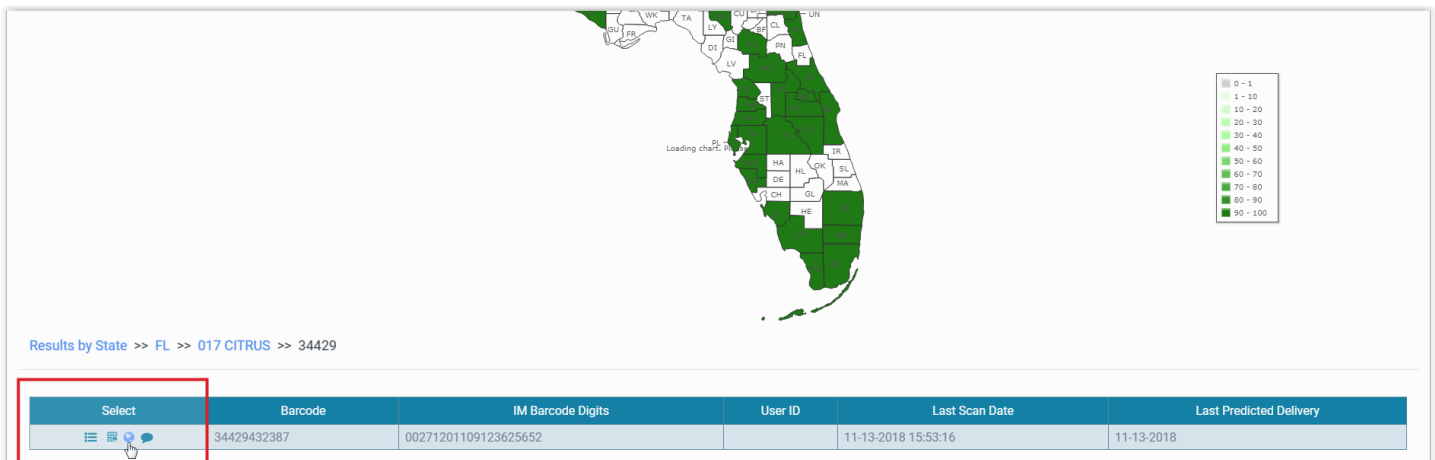 WK
TA
CU
UN
GU
FR
LY
BF
CL
GI
DI
PN
FL
LV
ST
PL
Loading chart. Please
IR
HA
HL
OK
SL
DE
MA
CH
GL
HE
0 - 1
1 - 10
10 - 20
20 - 30
30 - 40
40 - 50
50 - 60
60 - 70
70 - 80
80 - 90
90 - 100
Results by State >> FL >> 017 CITRUS >> 34429
Select Barcode IM Barcode Digits User ID Last Scan Date Last Predicted Delivery
34429432387 00271201109123625652 11-13-2018 15:53:16 11-13-2018